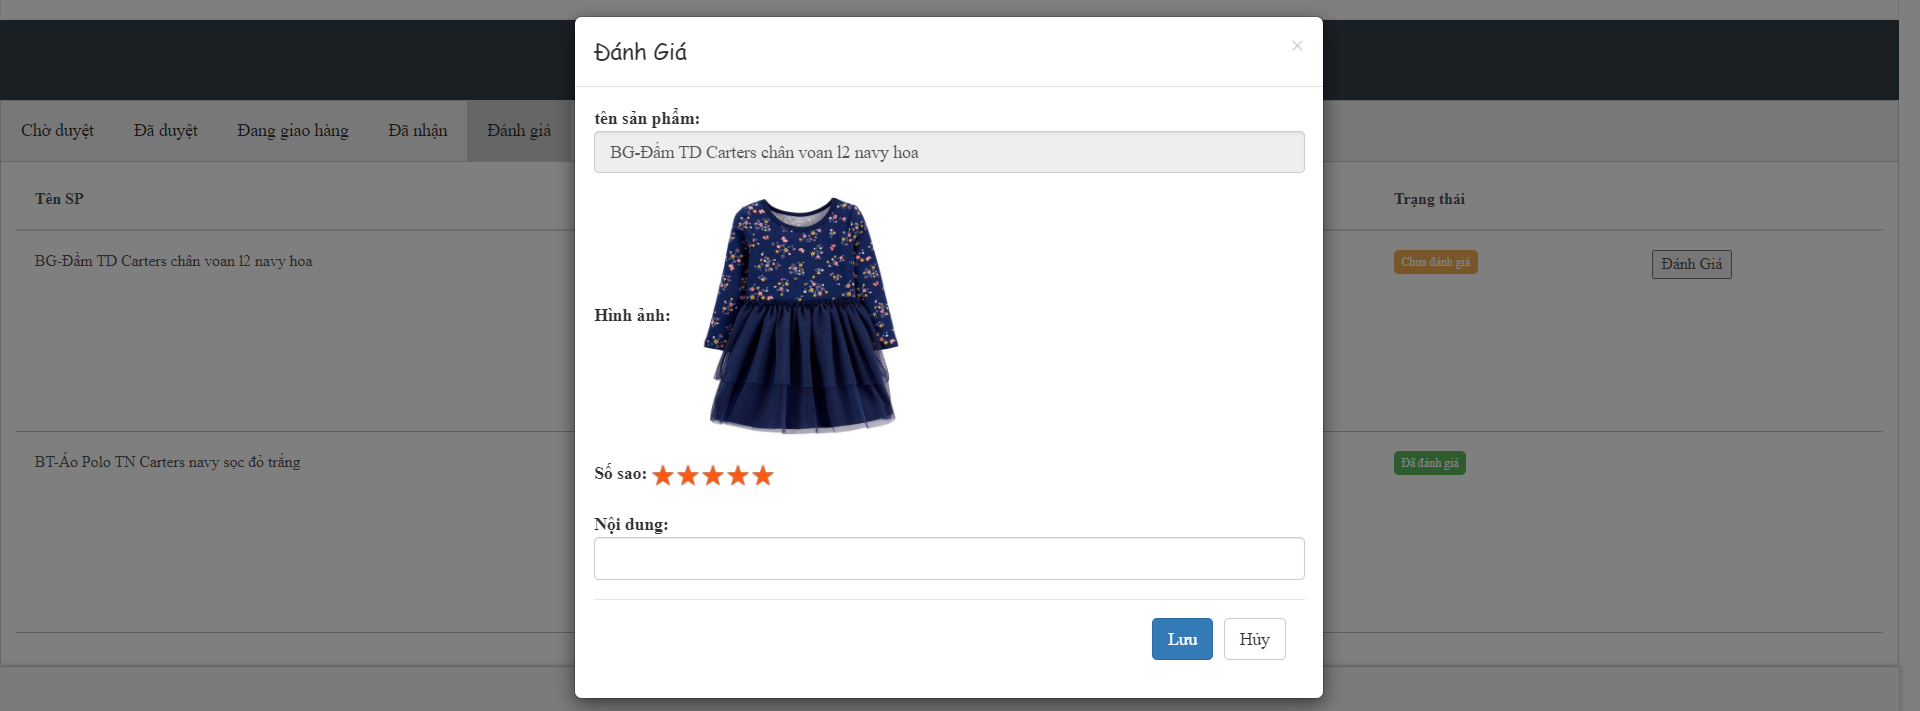 Đánh Giá
×
Chờ duyệt Đã duyệt Đang giao hàng Đã nhận Đánh giá
tên sản phẩm:
BG-Đầm TD Carters chân voan l2 navy hoa
Tên SP
Trạng thái
BG-Đầm TD Carters chân voan l2 navy hoa
Chưa đánh giá
Đánh Giá
Hình ảnh:
BT-Áo Polo TN Carters navy sọc đỏ trắng
Đã đánh giá
Số sao:
Nội dung:
Lưu
Hủy